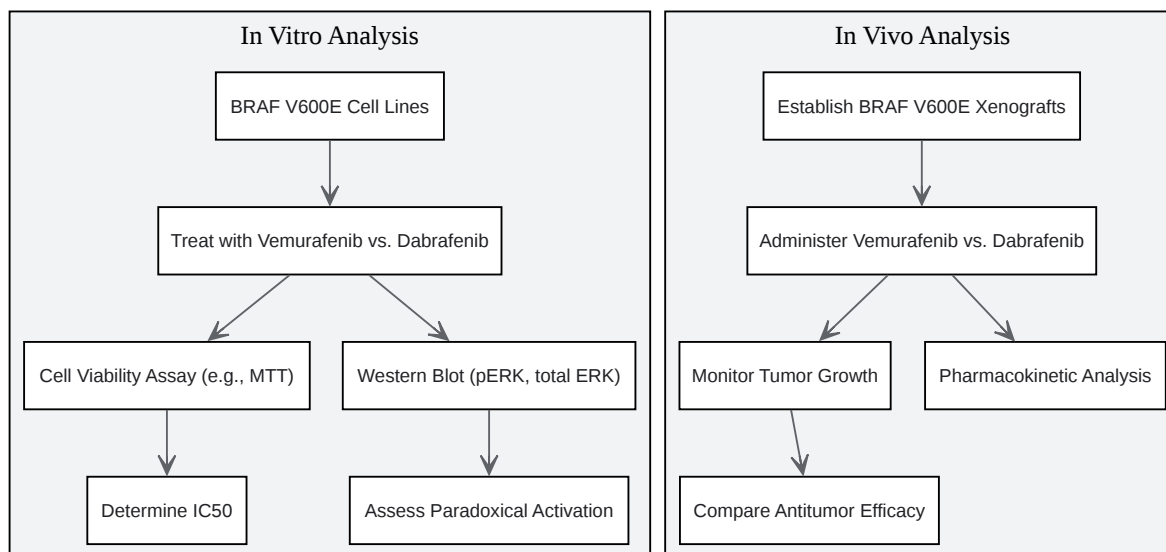 In Vitro Analysis
BRAF V600E Cell Lines
Treat with Vemurafenib vs. Dabrafenib
Cell Viability Assay (e.g., MTT)
Western Blot (pERK, total ERK)
Determine IC50
Assess Paradoxical Activation
In Vivo Analysis
Establish BRAF V600E Xenografts
Administer Vemurafenib vs. Dabrafenib
Monitor Tumor Growth
Pharmacokinetic Analysis
Compare Antitumor Efficacy